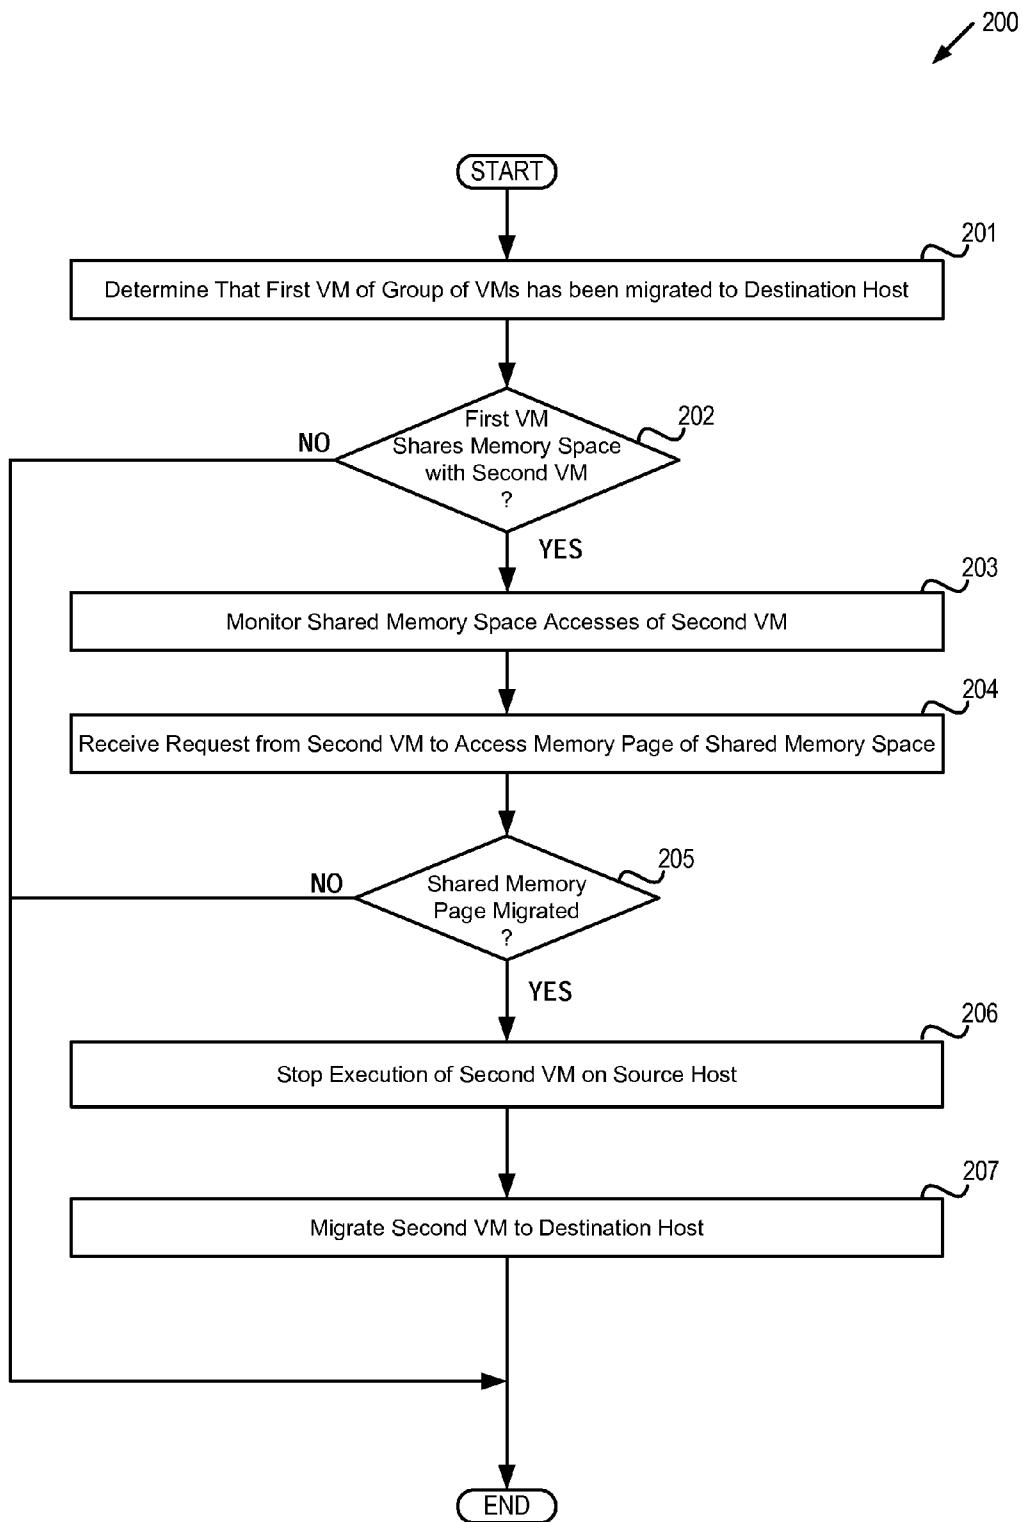 200
START
201
Determine That First VM of Group of VMs has been migrated to Destination Host
First VM
Shares Memory Space
with Second VM
?
202
NO
YES
203
Monitor Shared Memory Space Accesses of Second VM
204
Receive Request from Second VM to Access Memory Page of Shared Memory Space
205
NO
Shared Memory
Page Migrated
?
YES
206
Stop Execution of Second VM on Source Host
207
Migrate Second VM to Destination Host
END